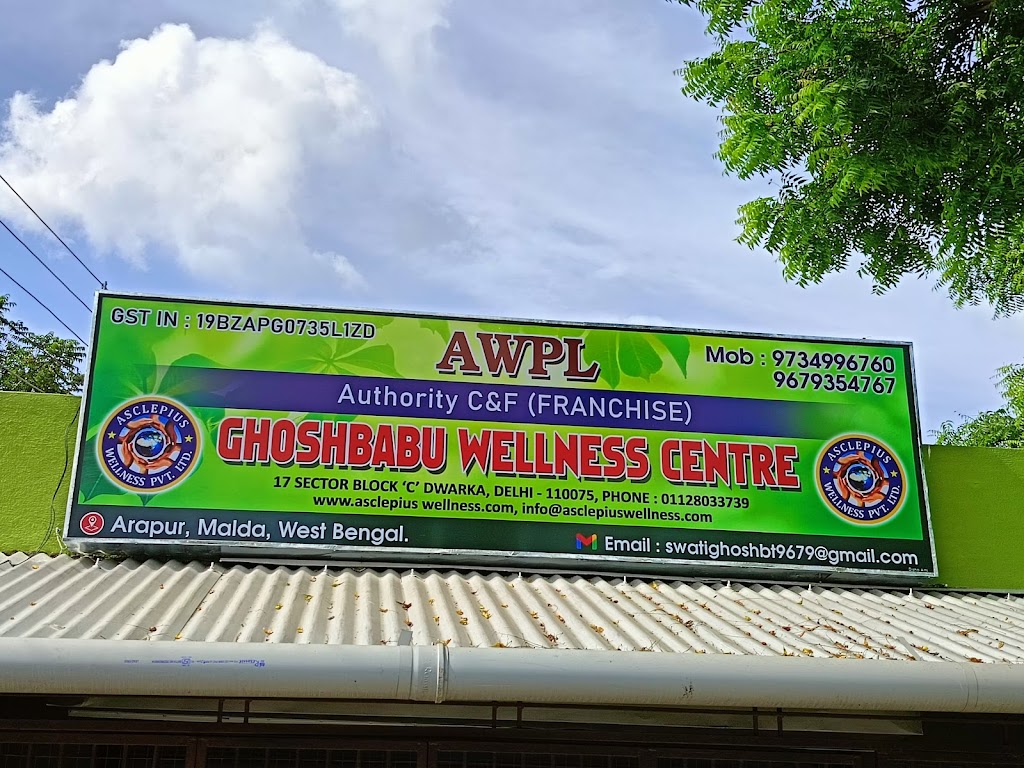 GST IN : 19BZAPG0735L1ZD
AWPL
Mob : 9734996760
9679354767
Authority C&F (FRANCHISE)
ASCLEPIUS
WELLNESS PVT. LTD.
GHOSHBABU WELLNESS CENTRE
ASCLEPIUS
WELLNESS PVT. LTD.
17 SECTOR BLOCK ‘C’ DWARKA, DELHI - 110075, PHONE : 01128033739
www.asclepius wellness.com, info@asclepiuswellness.com
Arapur, Malda, West Bengal.
Email : swatighoshbt9679@gmail.com